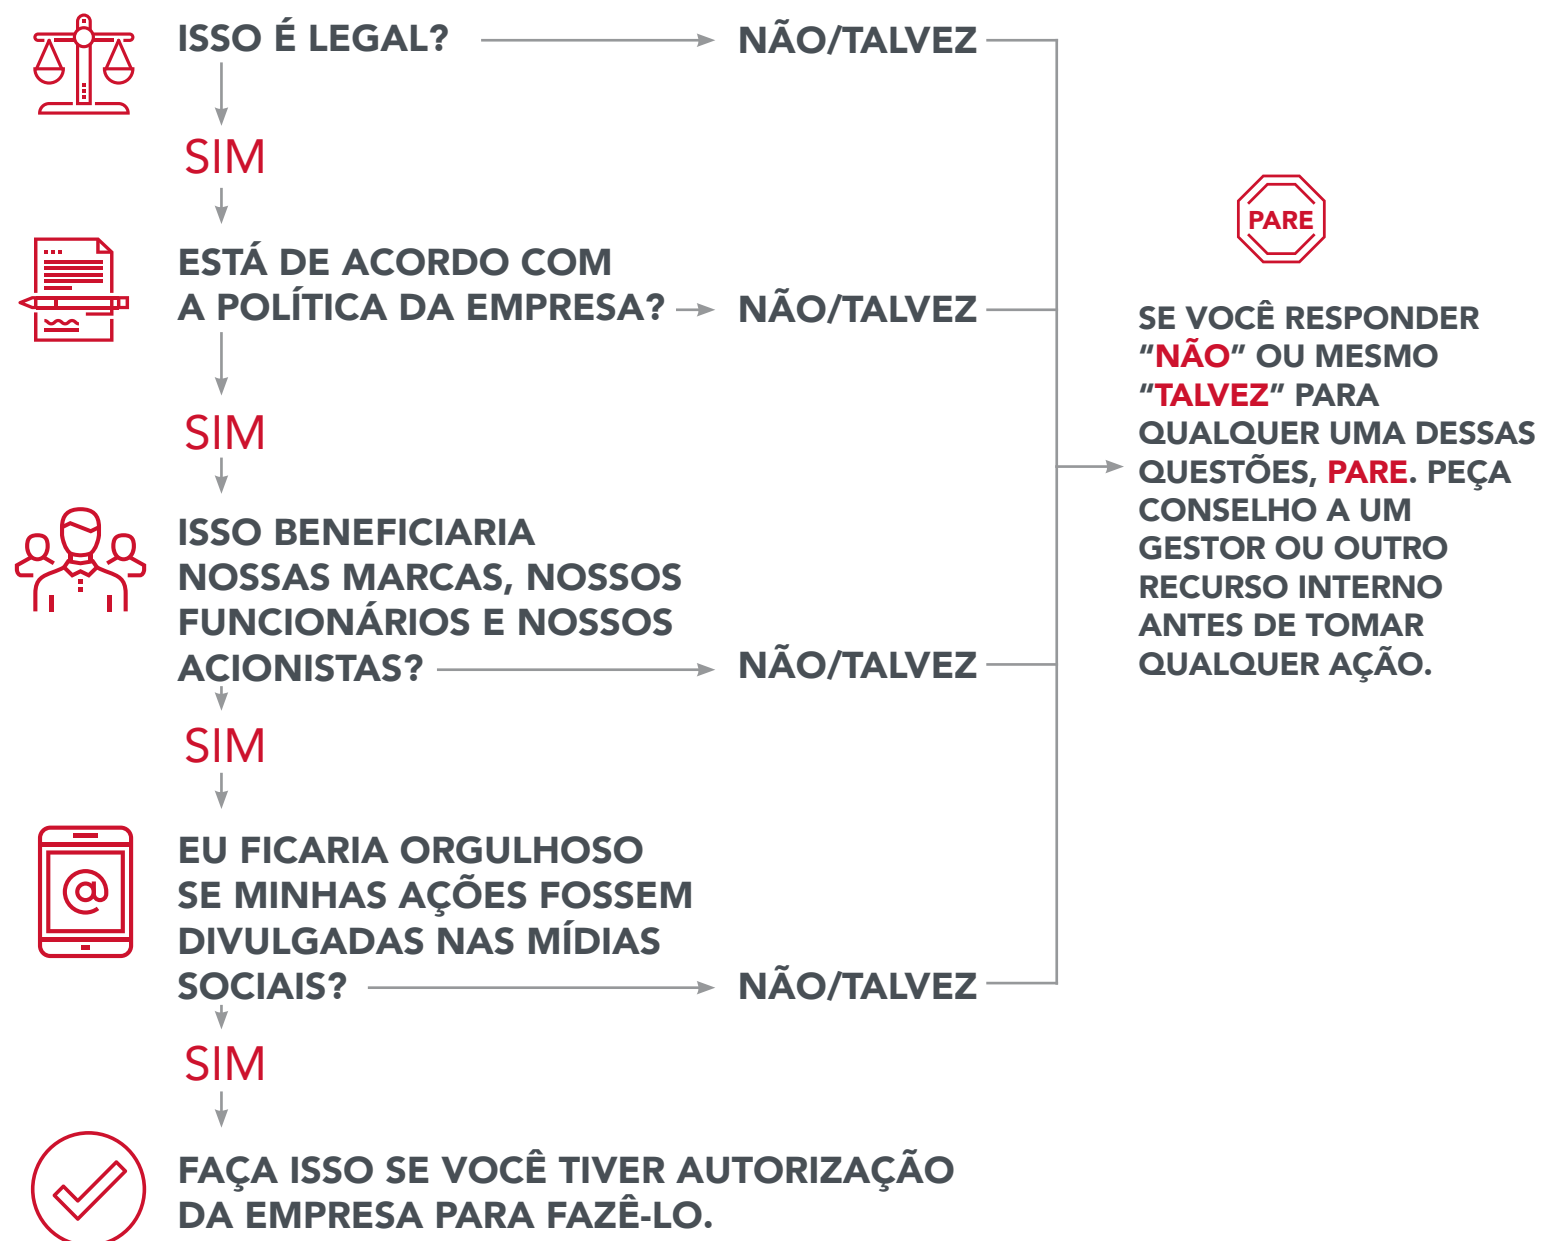 ISSO É LEGAL?
NÃO/TALVEZ
SIM
ESTÁ DE ACORDO COM
A POLÍTICA DA EMPRESA?
NÃO/TALVEZ
SIM
ISSO BENEFICIARIA
NOSSAS MARCAS, NOSSOS
FUNCIONÁRIOS E NOSSOS
ACIONISTAS?
NÃO/TALVEZ
SIM
@
EU FICARIA ORGULHOSO
SE MINHAS AÇÕES FOSSEM
DIVULGADAS NAS MÍDIAS
SOCIAIS?
NÃO/TALVEZ
SIM
FAÇA ISSO SE VOCÊ TIVER AUTORIZAÇÃO
DA EMPRESA PARA FAZÊ-LO.
PARE
SE VOCÊ RESPONDER
“NÃO” OU MESMO
“TALVEZ” PARA
QUALQUER UMA DESSAS
QUESTÕES, PARE. PEÇA
CONSELHO A UM
GESTOR OU OUTRO
RECURSO INTERNO
ANTES DE TOMAR
QUALQUER AÇÃO.